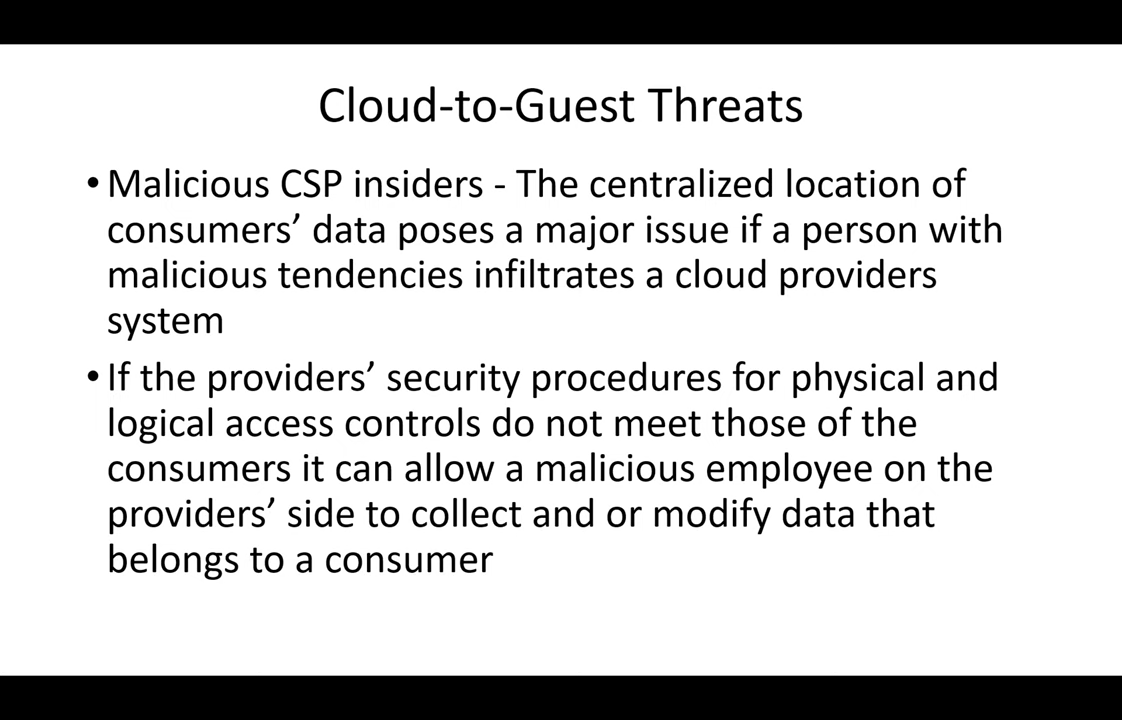 Cloud-to-Guest Threats
• Malicious CSP insiders - The centralized location of
consumers’ data poses a major issue if a person with
malicious tendencies infiltrates a cloud providers
system
• If the providers’ security procedures for physical and
logical access controls do not meet those of the
consumers it can allow a malicious employee on the
providers’ side to collect and or modify data that
belongs to a consumer